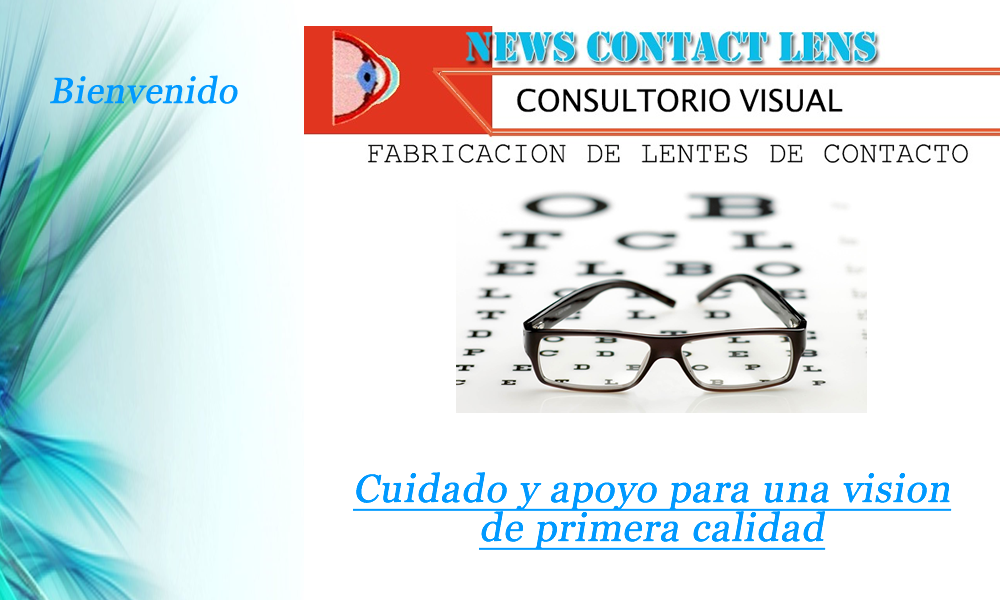 Bienvenido
NEWS CONTACT LENS
CONSULTORIO VISUAL
FABRICACION DE LENTES DE CONTACTO
O B
T C L
E L B O
Cuidado y apoyo para una vision
de primera calidad